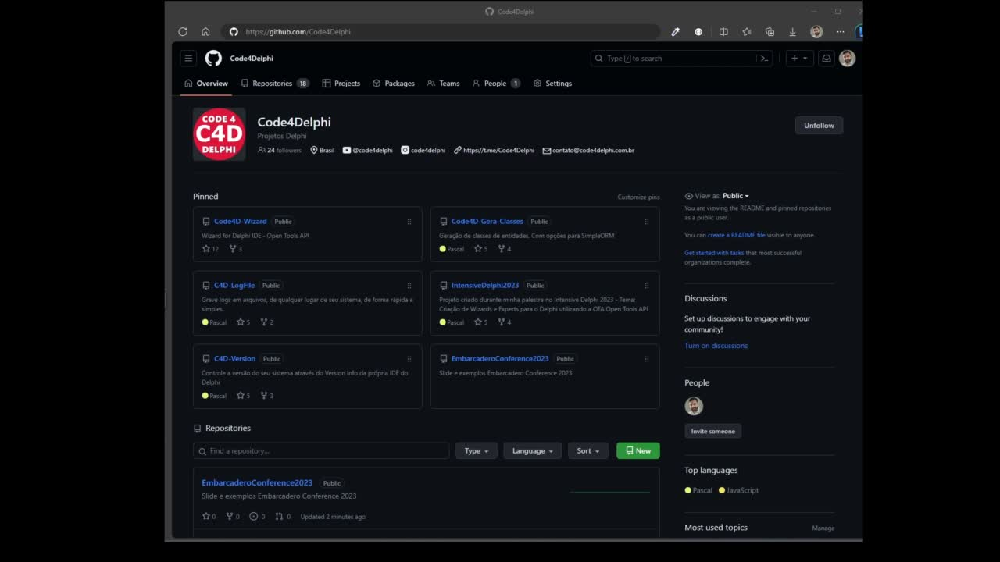 Code4Delphi
https://github.com/Code4Delphi
Code4Delphi
Type / to search
Overview
Repositories 18
Projects
Packages
Teams
People 1
Settings
CODE 4
C4D
DELPHI
Code4Delphi
Projetos Delphi
24 followers
Brasil
@code4delphi
code4delphi
https://t.me/Code4Delphi
contato@code4delphi.com.br
Unfollow
Pinned
Customize pins
Code4D-Wizard Public
Wizard for Delphi IDE - Open Tools API
12 3
Code4D-Gera-Classes Public
Geração de classes de entidades. Com opções para SimpleORM
Pascal 5 4
C4D-LogFile Public
Grave logs em arquivos, de qualquer lugar de seu sistema, de forma rápida e
simples.
Pascal 5 2
IntensiveDelphi2023 Public
Projeto criado durante minha palestra no Intensive Delphi 2023 - Tema:
Criação de Wizards e Experts para o Delphi utilizando a OTA Open Tools API
Pascal 5 4
C4D-Version Public
Controle a versão do seu sistema através do Version Info da própria IDE do
Delphi
Pascal 5 3
EmbarcaderoConference2023 Public
Slide e exemplos Embarcadero Conference 2023
Repositories
Find a repository...
Type
Language
Sort
New
EmbarcaderoConference2023 Public
Slide e exemplos Embarcadero Conference 2023
0 0 0 0 Updated 2 minutes ago
View as: Public
You are viewing the README and pinned repositories
as a public user.
You can create a README file visible to anyone.
Get started with tasks that most successful
organizations complete.
Discussions
Set up discussions to engage with your
community!
Turn on discussions
People
Invite someone
Top languages
Pascal JavaScript
Most used topics
Manage